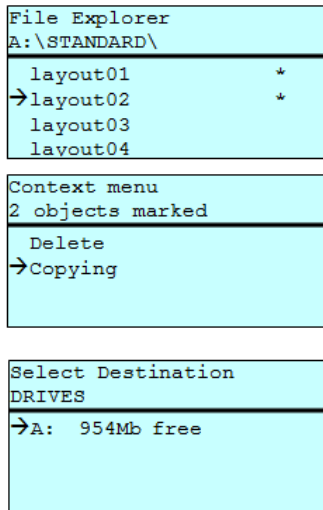 File Explorer
A:\STANDARD\
layout01 *
→layout02 *
layout03
layout04
Context menu
2 objects marked
Delete
→Copying
Select Destination
DRIVES
→A: 954Mb free